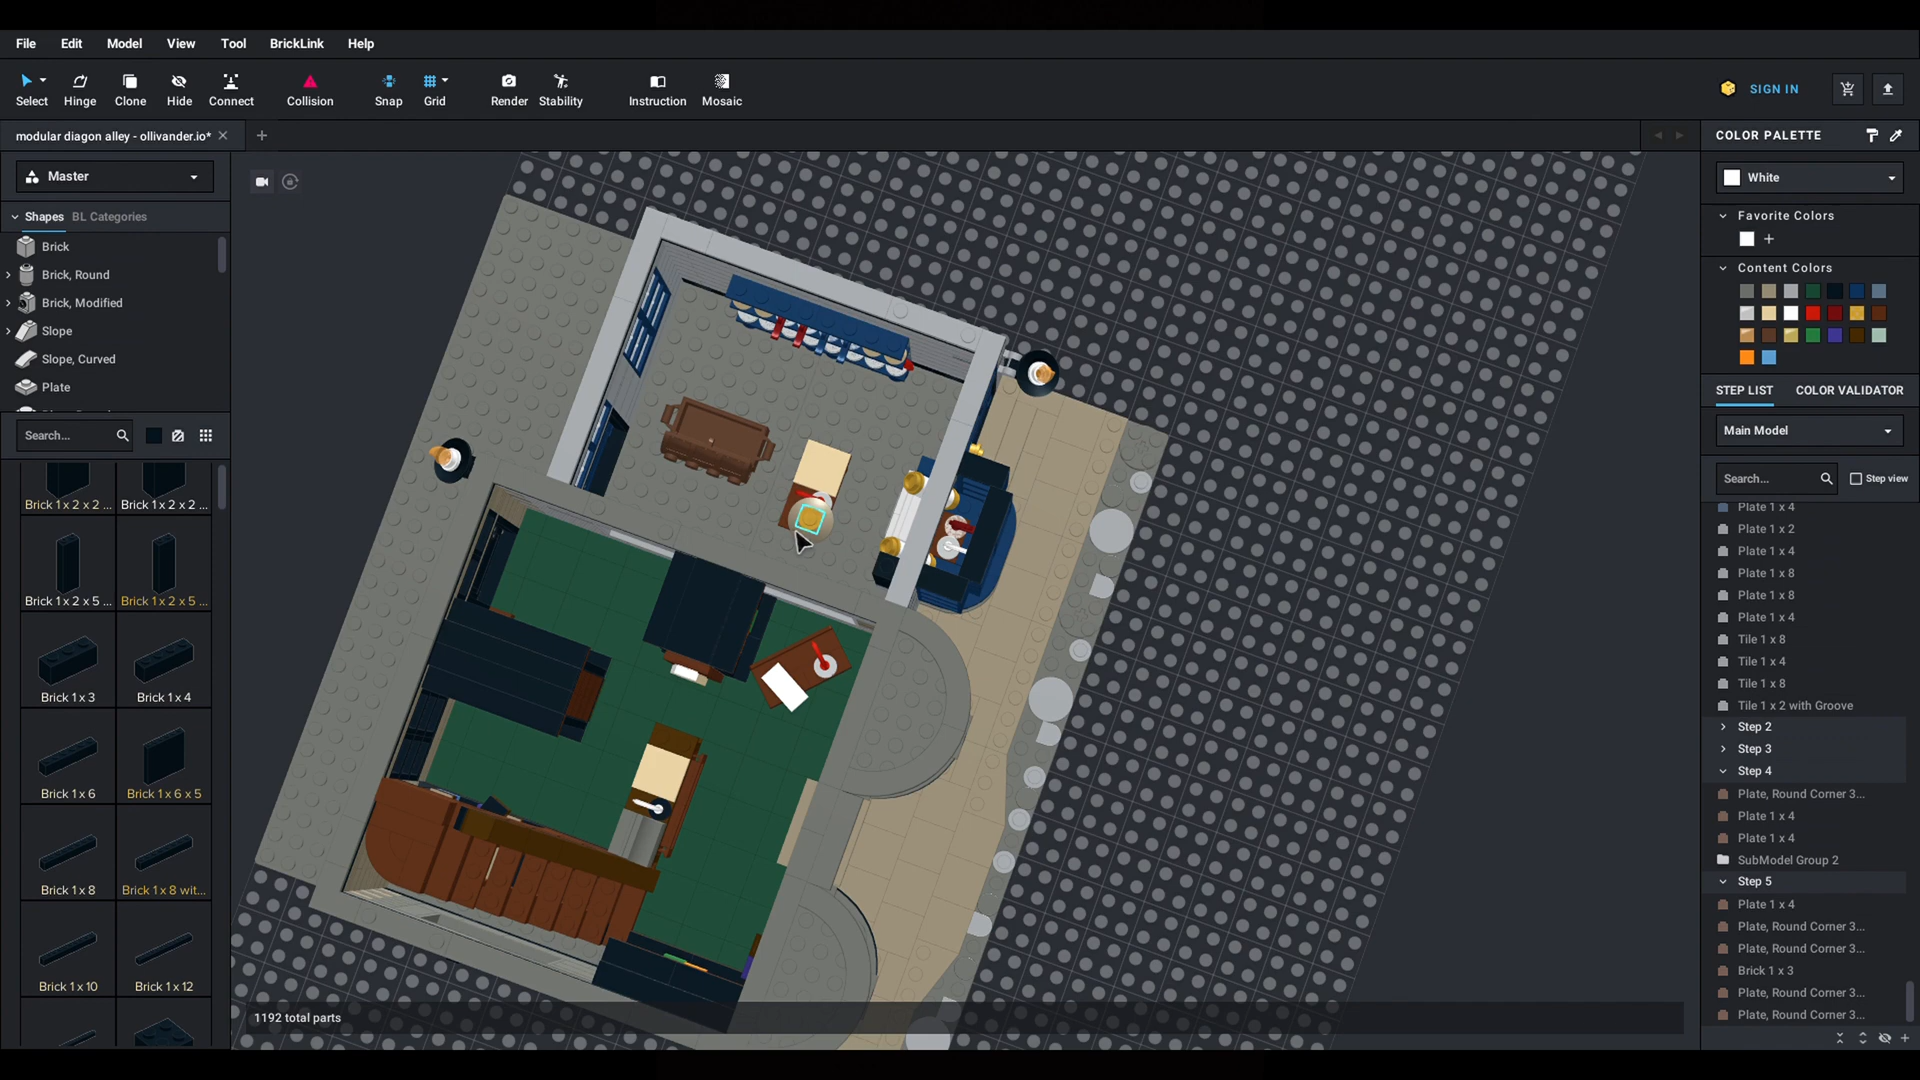 File Edit Model View Tool BrickLink Help
Select Hinge Clone Hide Connect Collision Snap Grid Render Stability Instruction Mosaic SIGN IN
modular diagon alley - ollivander.io*
Master
Shapes BL Categories
Brick
Brick, Round
Brick, Modified
Slope
Slope, Curved
Plate
Search...
Brick 1 x 2 x 2 ... Brick 1 x 2 x 2 ...
Brick 1 x 2 x 5 ... Brick 1 x 2 x 5 ...
Brick 1 x 3 Brick 1 x 4
Brick 1 x 6 Brick 1 x 6 x 5
Brick 1 x 8 Brick 1 x 8 wit...
Brick 1 x 10 Brick 1 x 12
1192 total parts
COLOR PALETTE
White
Favorite Colors
Content Colors
STEP LIST COLOR VALIDATOR
Main Model
Search... Step view
Plate 1 x 4
Plate 1 x 2
Plate 1 x 4
Plate 1 x 8
Plate 1 x 8
Plate 1 x 4
Tile 1 x 8
Tile 1 x 4
Tile 1 x 8
Tile 1 x 2 with Groove
Step 2
Step 3
Step 4
Plate, Round Corner 3...
Plate 1 x 4
Plate 1 x 4
SubModel Group 2
Step 5
Plate 1 x 4
Plate, Round Corner 3...
Plate, Round Corner 3...
Brick 1 x 3
Plate, Round Corner 3...
Plate, Round Corner 3...